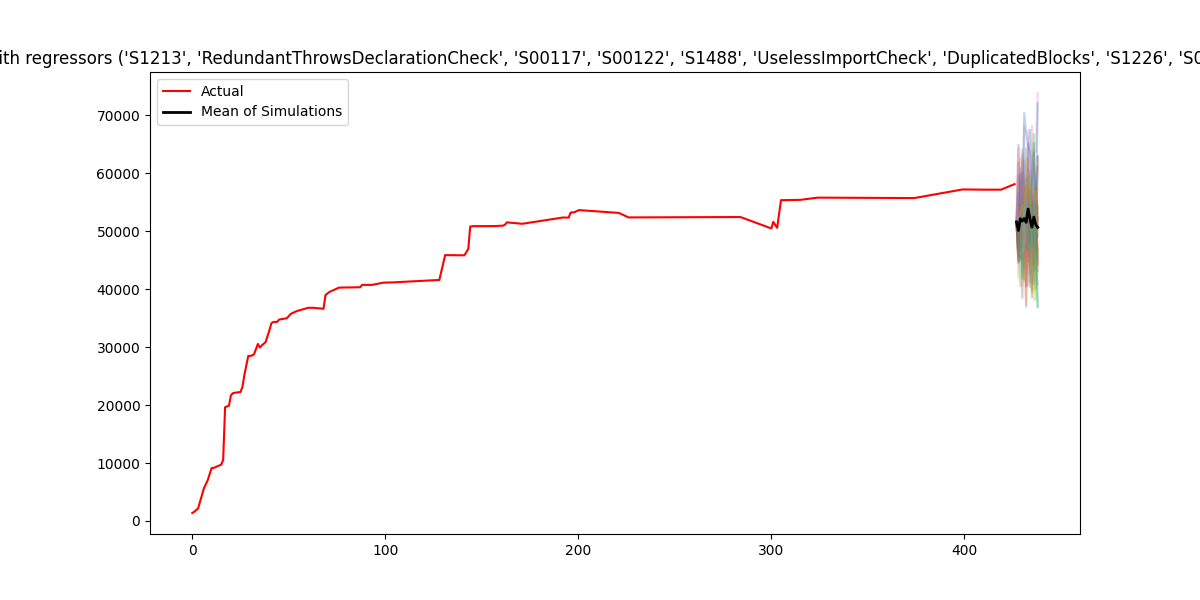 ith regressors ('S1213', 'RedundantThrowsDeclarationCheck', 'S00117', 'S00122', 'S1488', 'UselessImportCheck', 'DuplicatedBlocks', 'S1226', 'S0
Actual
Mean of Simulations
70000
60000
50000
40000
30000
20000
10000
0
0 100 200 300 400